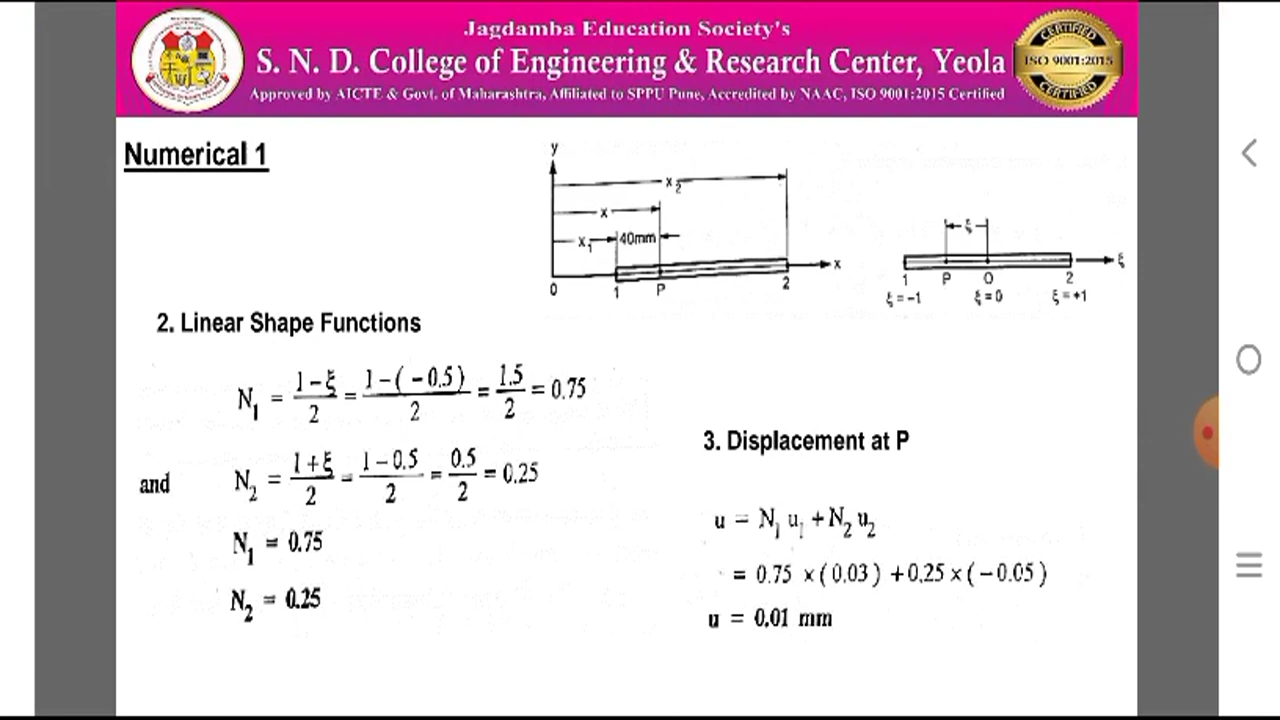 Jagdamba Education Society's
S. N. D. College of Engineering & Research Center, Yeola
Approved by AICTE & Govt. of Maharashtra, Affiliated to SPPU Pune, Accredited by NAAC, ISO 9001:2015 Certified
CERTIFIED
ISO 9001:2015
CERTIFIED
Numerical 1
y
x₂
x
x₁ 40mm
x
0 1 P 2
ξ
ξ
1 P O 2
ξ = -1 ξ = 0 ξ = +1
2. Linear Shape Functions
N₁ = (1 - ξ)/2 = (1 - ( - 0.5 ))/2 = 1.5/2 = 0.75
and N₂ = (1 + ξ)/2 = (1 - 0.5)/2 = 0.5/2 = 0.25
N₁ = 0.75
N₂ = 0.25
3. Displacement at P
u = N₁ u₁ + N₂ u₂
= 0.75 × ( 0.03 ) + 0.25 × ( - 0.05 )
u = 0.01 mm